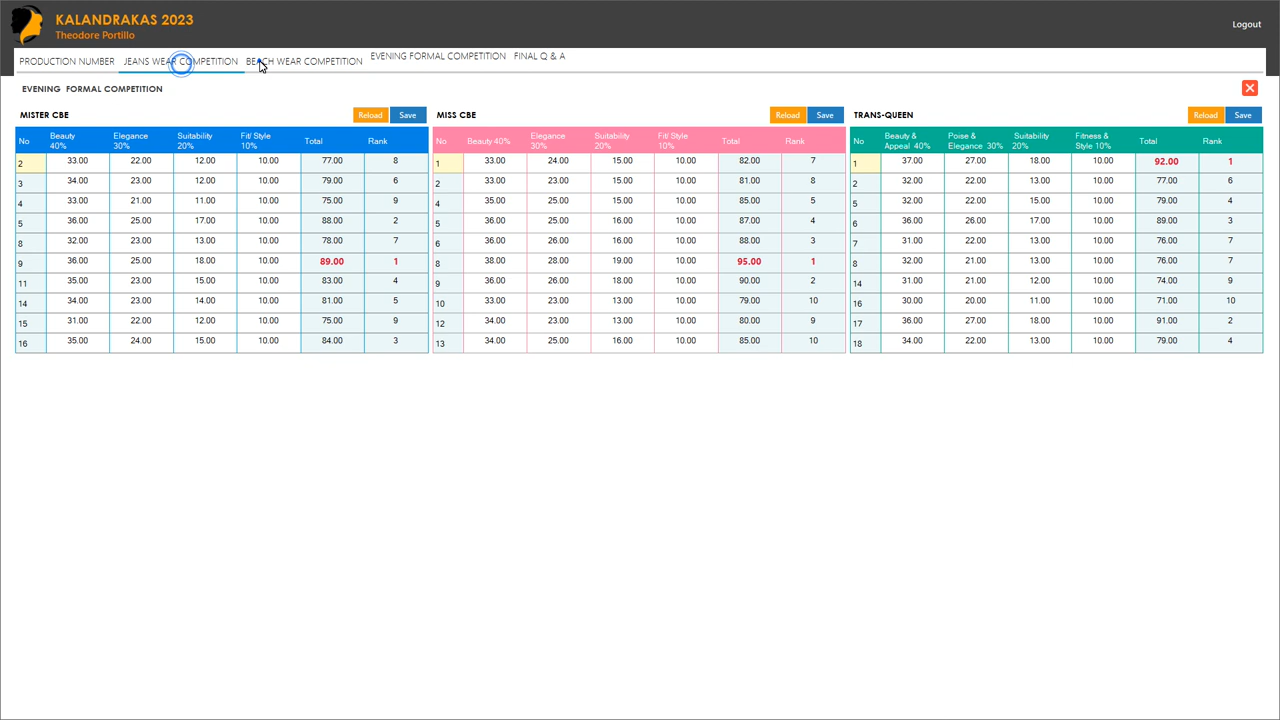 KALANDRAKAS 2023
Theodore Portillo
Logout
PRODUCTION NUMBER JEANS WEAR COMPETITION BEACH WEAR COMPETITION EVENING FORMAL COMPETITION FINAL Q & A
EVENING FORMAL COMPETITION
MISTER CBE Reload Save MISS CBE Reload Save TRANS-QUEEN Reload Save
No Beauty 40% Elegance 30% Suitability 20% Fit/ Style 10% Total Rank No Beauty 40% Elegance 30% Suitability 20% Fit/ Style 10% Total Rank No Beauty & Appeal 40% Poise & Elegance 30% Suitability 20% Fitness & Style 10% Total Rank
2 33.00 22.00 12.00 10.00 77.00 8 1 33.00 24.00 15.00 10.00 82.00 7 1 37.00 27.00 18.00 10.00 92.00 1
3 34.00 23.00 12.00 10.00 79.00 6 2 33.00 23.00 15.00 10.00 81.00 8 2 32.00 22.00 13.00 10.00 77.00 6
4 33.00 21.00 11.00 10.00 75.00 9 4 35.00 25.00 15.00 10.00 85.00 5 5 32.00 22.00 15.00 10.00 79.00 4
5 36.00 25.00 17.00 10.00 88.00 2 5 36.00 25.00 16.00 10.00 87.00 4 6 36.00 26.00 17.00 10.00 89.00 3
8 32.00 23.00 13.00 10.00 78.00 7 6 36.00 26.00 16.00 10.00 88.00 3 7 31.00 22.00 13.00 10.00 76.00 7
9 36.00 25.00 18.00 10.00 89.00 1 8 38.00 28.00 19.00 10.00 95.00 1 8 32.00 21.00 13.00 10.00 76.00 7
11 35.00 23.00 15.00 10.00 83.00 4 9 36.00 26.00 18.00 10.00 90.00 2 14 31.00 21.00 12.00 10.00 74.00 9
14 34.00 23.00 14.00 10.00 81.00 5 10 33.00 23.00 13.00 10.00 79.00 10 16 30.00 20.00 11.00 10.00 71.00 10
15 31.00 22.00 12.00 10.00 75.00 9 12 34.00 23.00 13.00 10.00 80.00 9 17 36.00 27.00 18.00 10.00 91.00 2
16 35.00 24.00 15.00 10.00 84.00 3 13 34.00 25.00 16.00 10.00 85.00 10 18 34.00 22.00 13.00 10.00 79.00 4